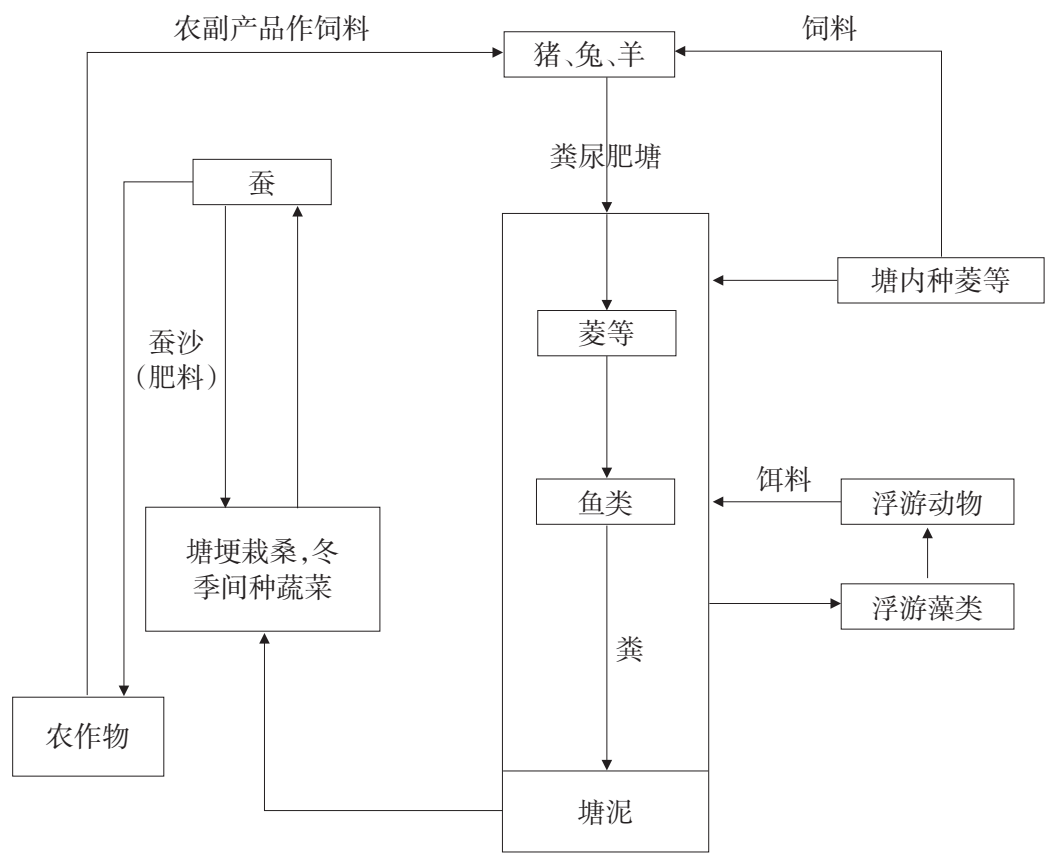 农副产品作饲料
饲料
猪、兔、羊
粪尿肥塘
蚕
塘内种菱等
菱等
蚕沙
（肥料）
饵料
鱼类
浮游动物
塘埂栽桑，冬
季间种蔬菜
浮游藻类
粪
农作物
塘泥